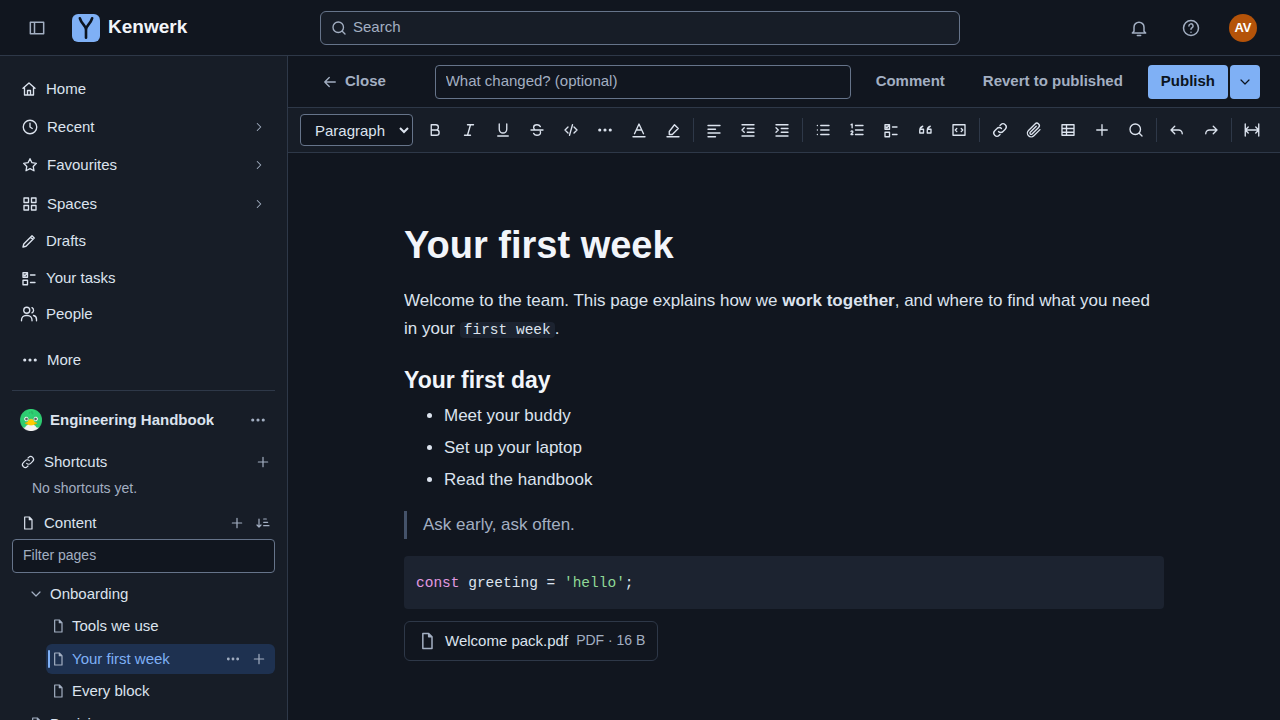 Kenwerk
Search
AV
Home
Recent
Favourites
Spaces
Drafts
Your tasks
People
More
Engineering Handbook
Shortcuts
No shortcuts yet.
Content
Filter pages
Onboarding
Tools we use
Your first week
Every block
Close
What changed? (optional)
Comment
Revert to published
Publish
Paragraph
Your first week
Welcome to the team. This page explains how we work together, and where to find what you need
in your first week.
Your first day
Meet your buddy
Set up your laptop
Read the handbook
Ask early, ask often.
const greeting = 'hello';
Welcome pack.pdf PDF · 16 B